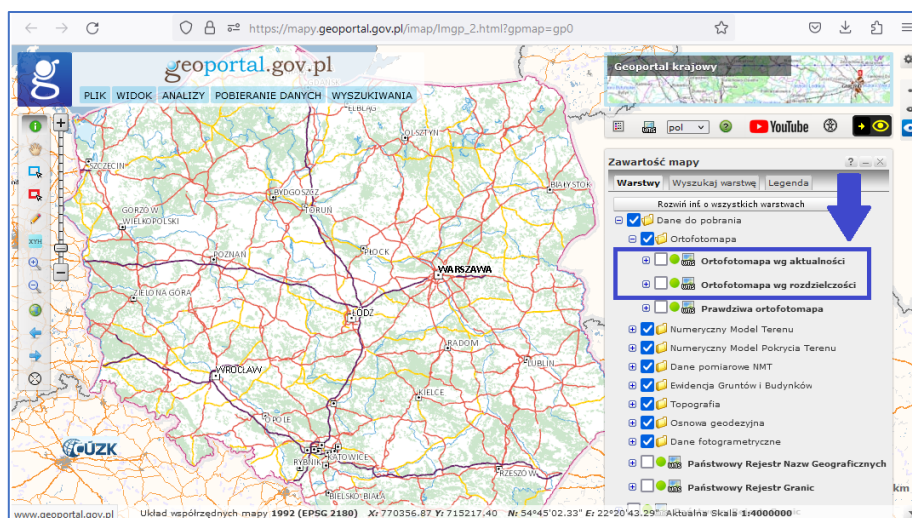 https://mapy.geoportal.gov.pl/imap/Imgp_2.html?gpmap=gp0
geoportal.gov.pl
Geoportal krajowy
PLIK WIDOK ANALIZY POBIERANIE DANYCH WYSZUKIWANIA
pol
YouTube
Zawartość mapy
Warstwy Wyszukaj warstwę Legenda
Rozwiń inf. o wszystkich warstwach
Dane do pobrania
Ortofotomapa
Ortofotomapa wg aktualności
Ortofotomapa wg rozdzielczości
Prawdziwa ortofotomapa
Numeryczny Model Terenu
Numeryczny Model Pokrycia Terenu
Dane pomiarowe NMT
Ewidencja Gruntów i Budynków
Topografia
Osnowa geodezyjna
Dane fotogrametryczne
Państwowy Rejestr Nazw Geograficznych
Państwowy Rejestr Granic
XYH
ELBLĄG
OLSZTYN
SZCZECIN
BIAŁYSTOK
BYDGOSZCZ
TORUŃ
GORZÓW
WIELKOPOLSKI
POZNAŃ
PŁOCK
WARSZAWA
ZIELONA GÓRA
ŁÓDŹ
RADOM
LUBLIN
WROCŁAW
KIELCE
OPOLE
KATOWICE
RYBNIK
RZESZÓW
BIELSKO-BIAŁA
ČÚZK
km
www.geoportal.gov.pl Układ współrzędnych mapy 1992 (EPSG 2180) X: 770356.87 Y: 715217.40 N: 54°45'02.33" E: 22°20'43.29" Aktualna Skala 1:4000000